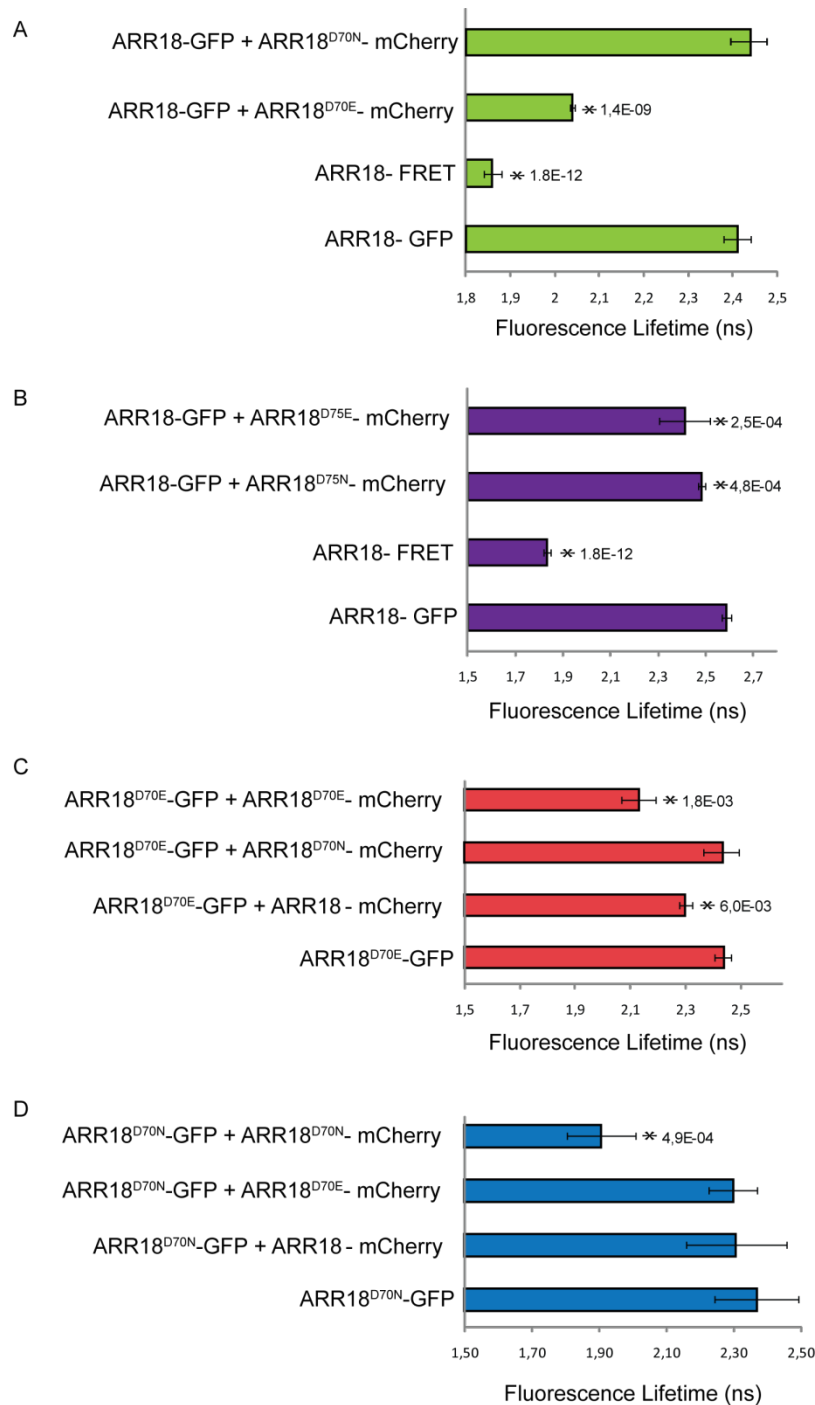 A
ARR18-GFP + ARR18D70N- mCherry
ARR18-GFP + ARR18D70E- mCherry
1,4E-09
ARR18- FRET
1.8E-12
ARR18- GFP
1,8 1,9 2 2,1 2,2 2,3 2,4 2,5
Fluorescence Lifetime (ns)
B
ARR18-GFP + ARR18D75E- mCherry
2,5E-04
ARR18-GFP + ARR18D75N- mCherry
4,8E-04
ARR18- FRET
1.8E-12
ARR18- GFP
1,5 1,7 1,9 2,1 2,3 2,5 2,7
Fluorescence Lifetime (ns)
C
ARR18D70E-GFP + ARR18D70E- mCherry
1,8E-03
ARR18D70E-GFP + ARR18D70N- mCherry
ARR18D70E-GFP + ARR18 - mCherry
6,0E-03
ARR18D70E-GFP
1,5 1,7 1,9 2,1 2,3 2,5
Fluorescence Lifetime (ns)
D
ARR18D70N-GFP + ARR18D70N- mCherry
4,9E-04
ARR18D70N-GFP + ARR18D70E- mCherry
ARR18D70N-GFP + ARR18 - mCherry
ARR18D70N-GFP
1,50 1,70 1,90 2,10 2,30 2,50
Fluorescence Lifetime (ns)